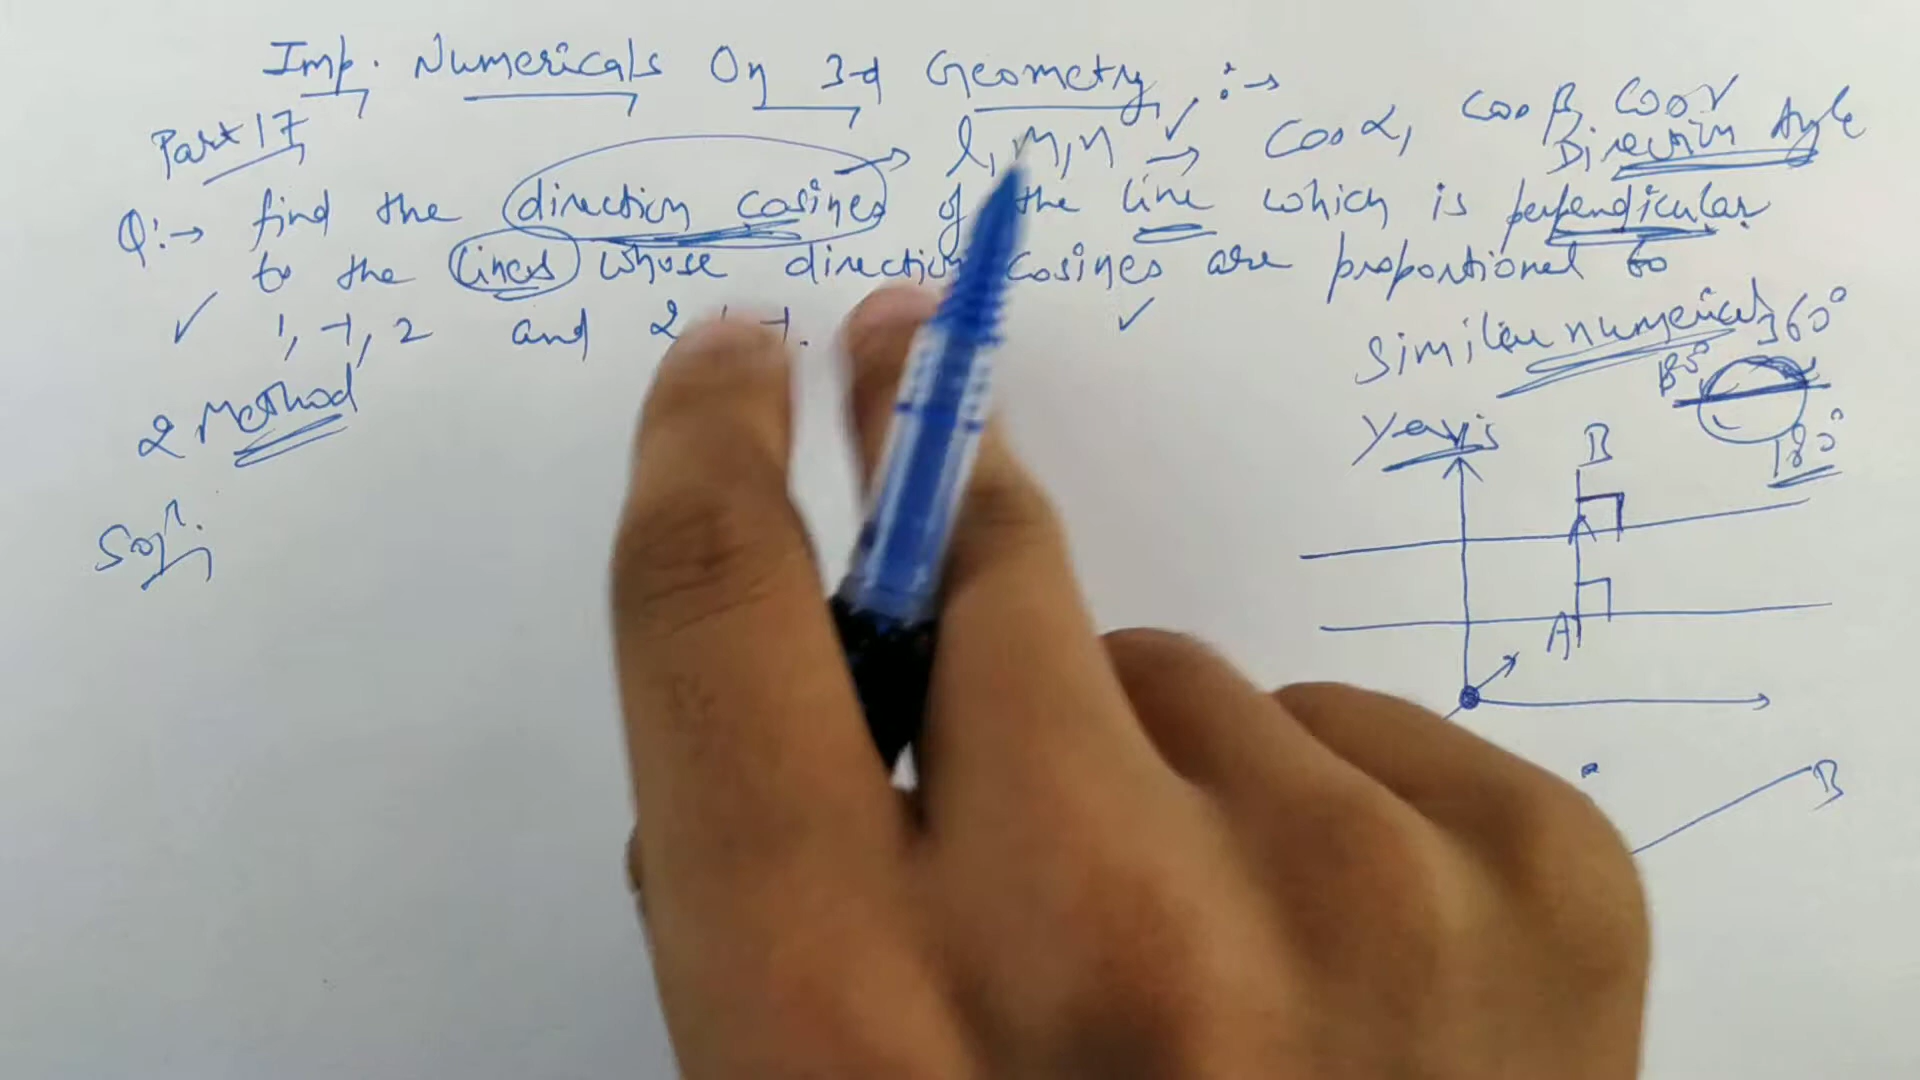 Imp. Numericals On 3-d Geometry :→
Part 17
l, m, n → Cos α, Cos β, Cos γ
Direction Angle
Q:→ find the direction cosines of the line which is perpendicular
to the lines whose direction cosines are proportional to
1, -1, 2 and 2
2 Method
Similar numerical
360°
180°
Soln.
Y axis
B
A
B